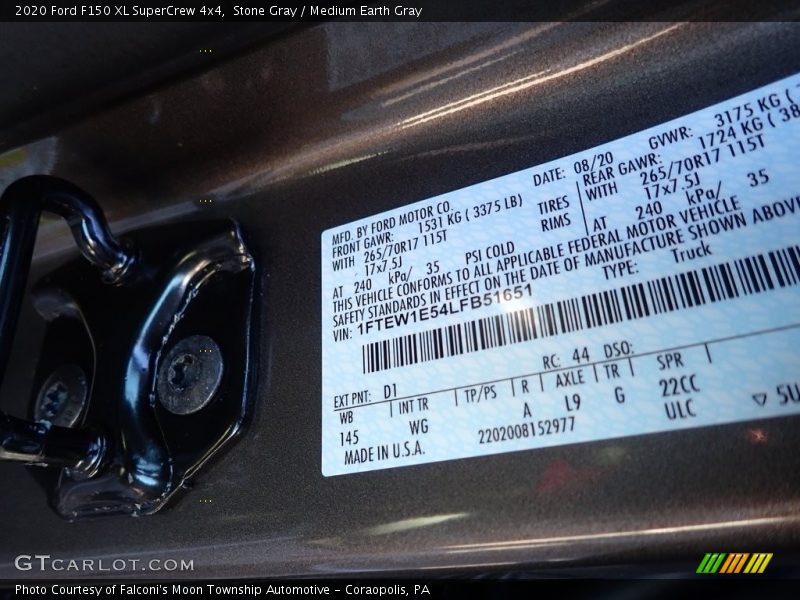 2020 Ford F150 XL SuperCrew 4x4, Stone Gray / Medium Earth Gray
MFD. BY FORD MOTOR CO. DATE: 08/20 GVWR: 3175 KG (
FRONT GAWR: 1531 KG ( 3375 LB) REAR GAWR: 1724 KG ( 38
WITH 265/70R17 115T TIRES WITH 265/70R17 115T
17x7.5J RIMS 17x7.5J
AT 240 kPa/ 35 PSI COLD AT 240 kPa/ 35
THIS VEHICLE CONFORMS TO ALL APPLICABLE FEDERAL MOTOR VEHICLE
SAFETY STANDARDS IN EFFECT ON THE DATE OF MANUFACTURE SHOWN ABOVE
VIN: 1FTEW1E54LFB51651 TYPE: Truck
EXT PNT: D1 RC: 44 DSO:
WB INT TR TP/PS R AXLE TR SPR
145 WG A L9 G 22CC
ULC 5U
MADE IN U.S.A. 2202008152977
GTCARLOT.COM
Photo Courtesy of Falconi's Moon Township Automotive - Coraopolis, PA